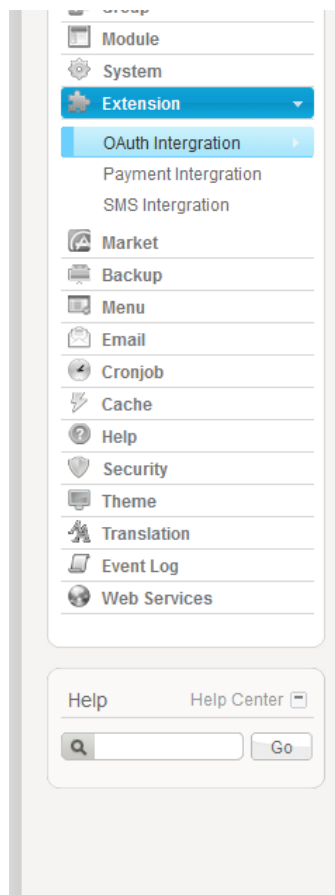 Group
Module
System
Extension
OAuth Intergration
Payment Intergration
SMS Intergration
Market
Backup
Menu
Email
Cronjob
Cache
Help
Security
Theme
Translation
Event Log
Web Services
Help Help Center
Go